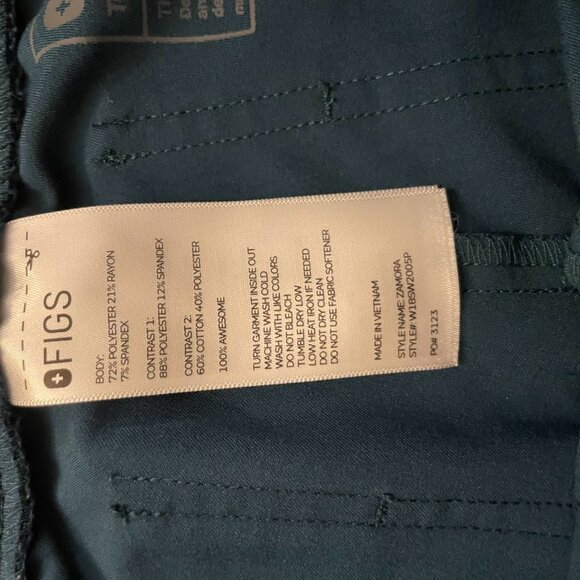 FIGS
BODY:
72% POLYESTER 21% RAYON
7% SPANDEX
CONTRAST 1:
88% POLYESTER 12% SPANDEX
CONTRAST 2:
60% COTTON 40% POLYESTER
100% AWESOME
TURN GARMENT INSIDE OUT
MACHINE WASH COLD
WASH WITH LIKE COLORS
DO NOT BLEACH
TUMBLE DRY LOW
LOW HEAT IRON IF NEEDED
DO NOT DRY CLEAN
DO NOT USE FABRIC SOFTENER
MADE IN VIETNAM
STYLE NAME: ZAMORA
STYLE#: W18SW2005P
PO# 3123